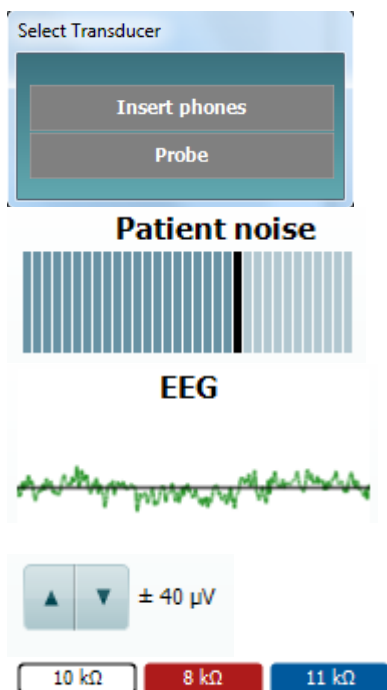 Select Transducer
Insert phones
Probe
Patient noise
EEG
± 40 µV
10 kΩ 8 kΩ 11 kΩ